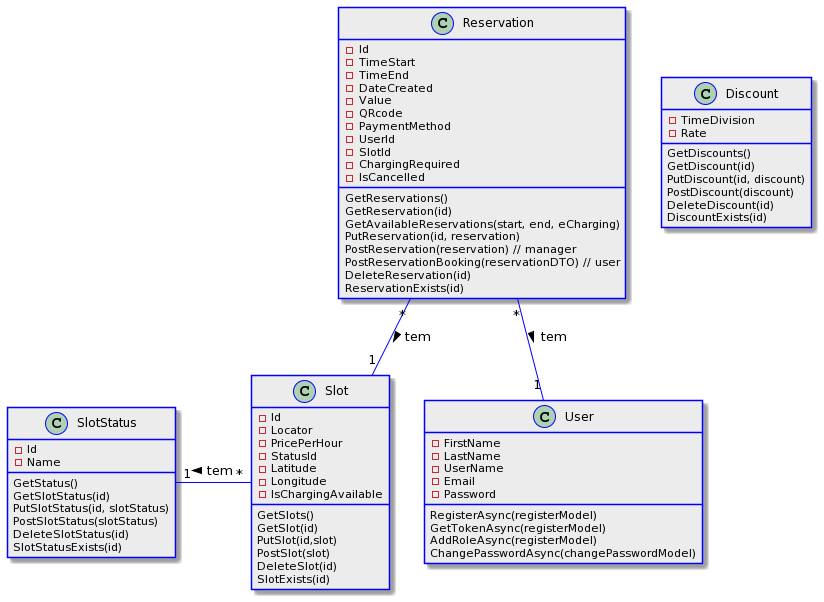 C Reservation
Id
TimeStart
TimeEnd
DateCreated
Value
QRcode
PaymentMethod
UserId
SlotId
ChargingRequired
IsCancelled
GetReservations()
GetReservation(id)
GetAvailableReservations(start, end, eCharging)
PutReservation(id, reservation)
PostReservation(reservation) // manager
PostReservationBooking(reservationDTO) // user
DeleteReservation(id)
ReservationExists(id)
C Discount
TimeDivision
Rate
GetDiscounts()
GetDiscount(id)
PutDiscount(id, discount)
PostDiscount(discount)
DeleteDiscount(id)
DiscountExists(id)
*
tem
1
*
tem
1
C SlotStatus
Id
Name
GetStatus()
GetSlotStatus(id)
PutSlotStatus(id, slotStatus)
PostSlotStatus(slotStatus)
DeleteSlotStatus(id)
SlotStatusExists(id)
1 tem *
C Slot
Id
Locator
PricePerHour
StatusId
Latitude
Longitude
IsChargingAvailable
GetSlots()
GetSlot(id)
PutSlot(id,slot)
PostSlot(slot)
DeleteSlot(id)
SlotExists(id)
C User
FirstName
LastName
UserName
Email
Password
RegisterAsync(registerModel)
GetTokenAsync(registerModel)
AddRoleAsync(registerModel)
ChangePasswordAsync(changePasswordModel)